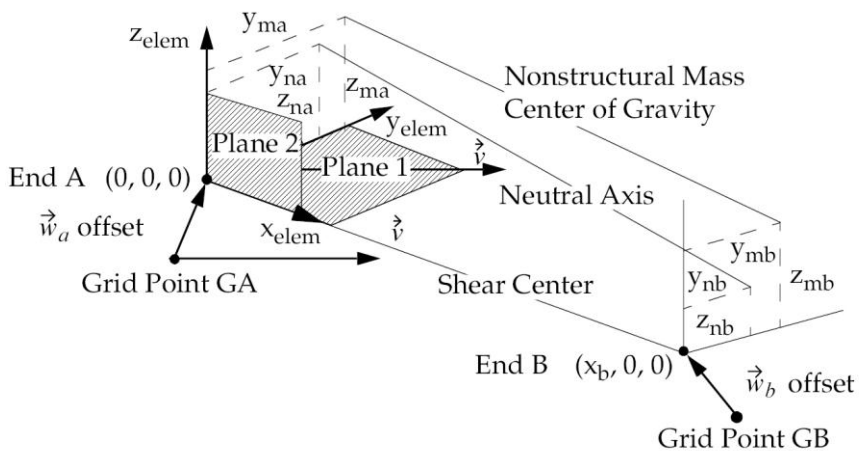 y_ma
z_elem
y_na
z_ma
z_na
Nonstructural Mass
Center of Gravity
y_elem
Plane 2
Plane 1
v⃗
End A (0, 0, 0)
Neutral Axis
w⃗_a offset
x_elem
v⃗
y_mb
Grid Point GA
Shear Center
y_nb
z_mb
z_nb
End B (x_b, 0, 0)
w⃗_b offset
Grid Point GB